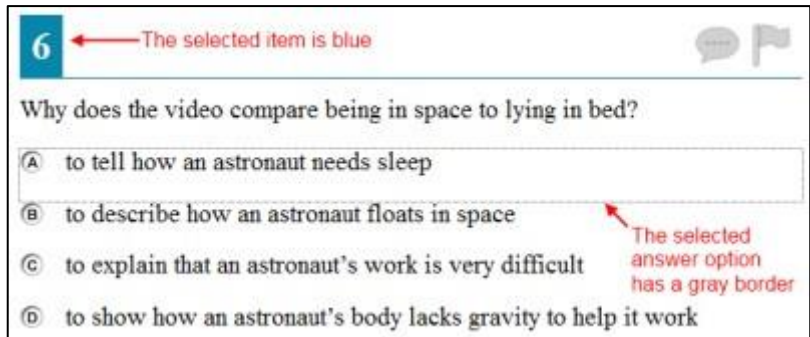 6
The selected item is blue
Why does the video compare being in space to lying in bed?
A to tell how an astronaut needs sleep
B to describe how an astronaut floats in space
C to explain that an astronaut's work is very difficult
D to show how an astronaut's body lacks gravity to help it work
The selected
answer option
has a gray border